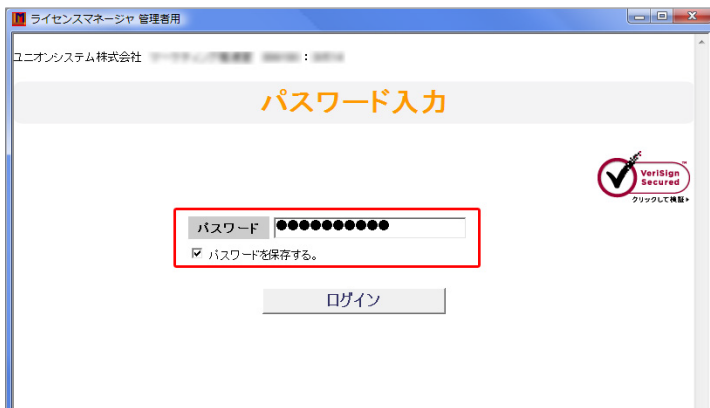 ライセンスマネージャ 管理者用
ユニオンシステム株式会社
:
パスワード入力
VeriSign
Secured
™
クリックして検証
パスワード ●●●●●●●●●●
パスワードを保存する。
ログイン